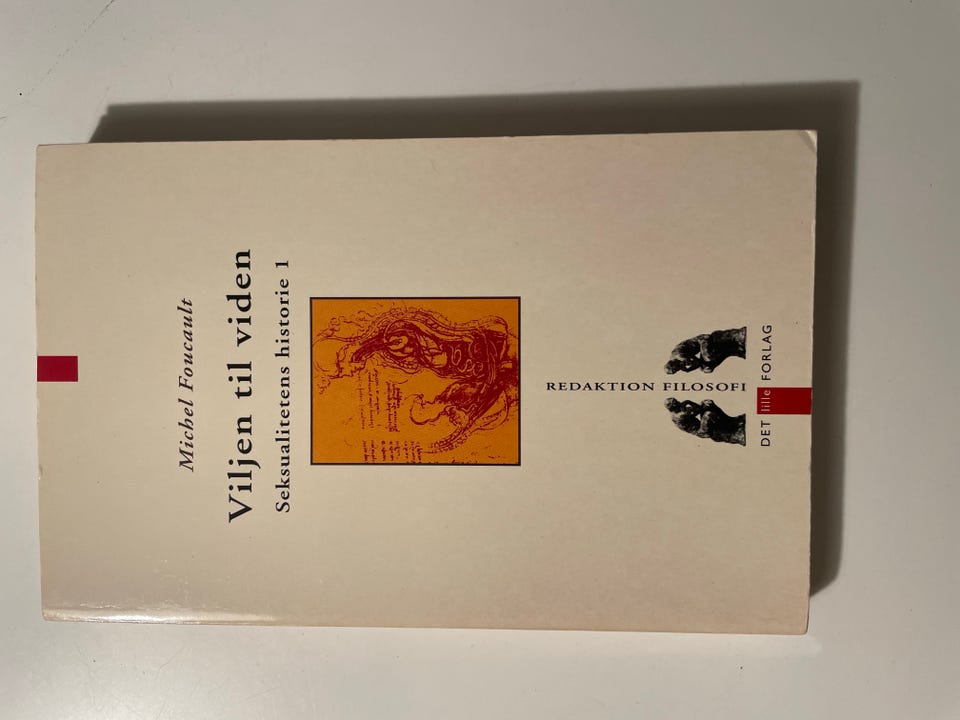 Michel Foucault
Viljen til viden
Seksualitetens historie 1
REDAKTION FILOSOFI
DET lille FORLAG